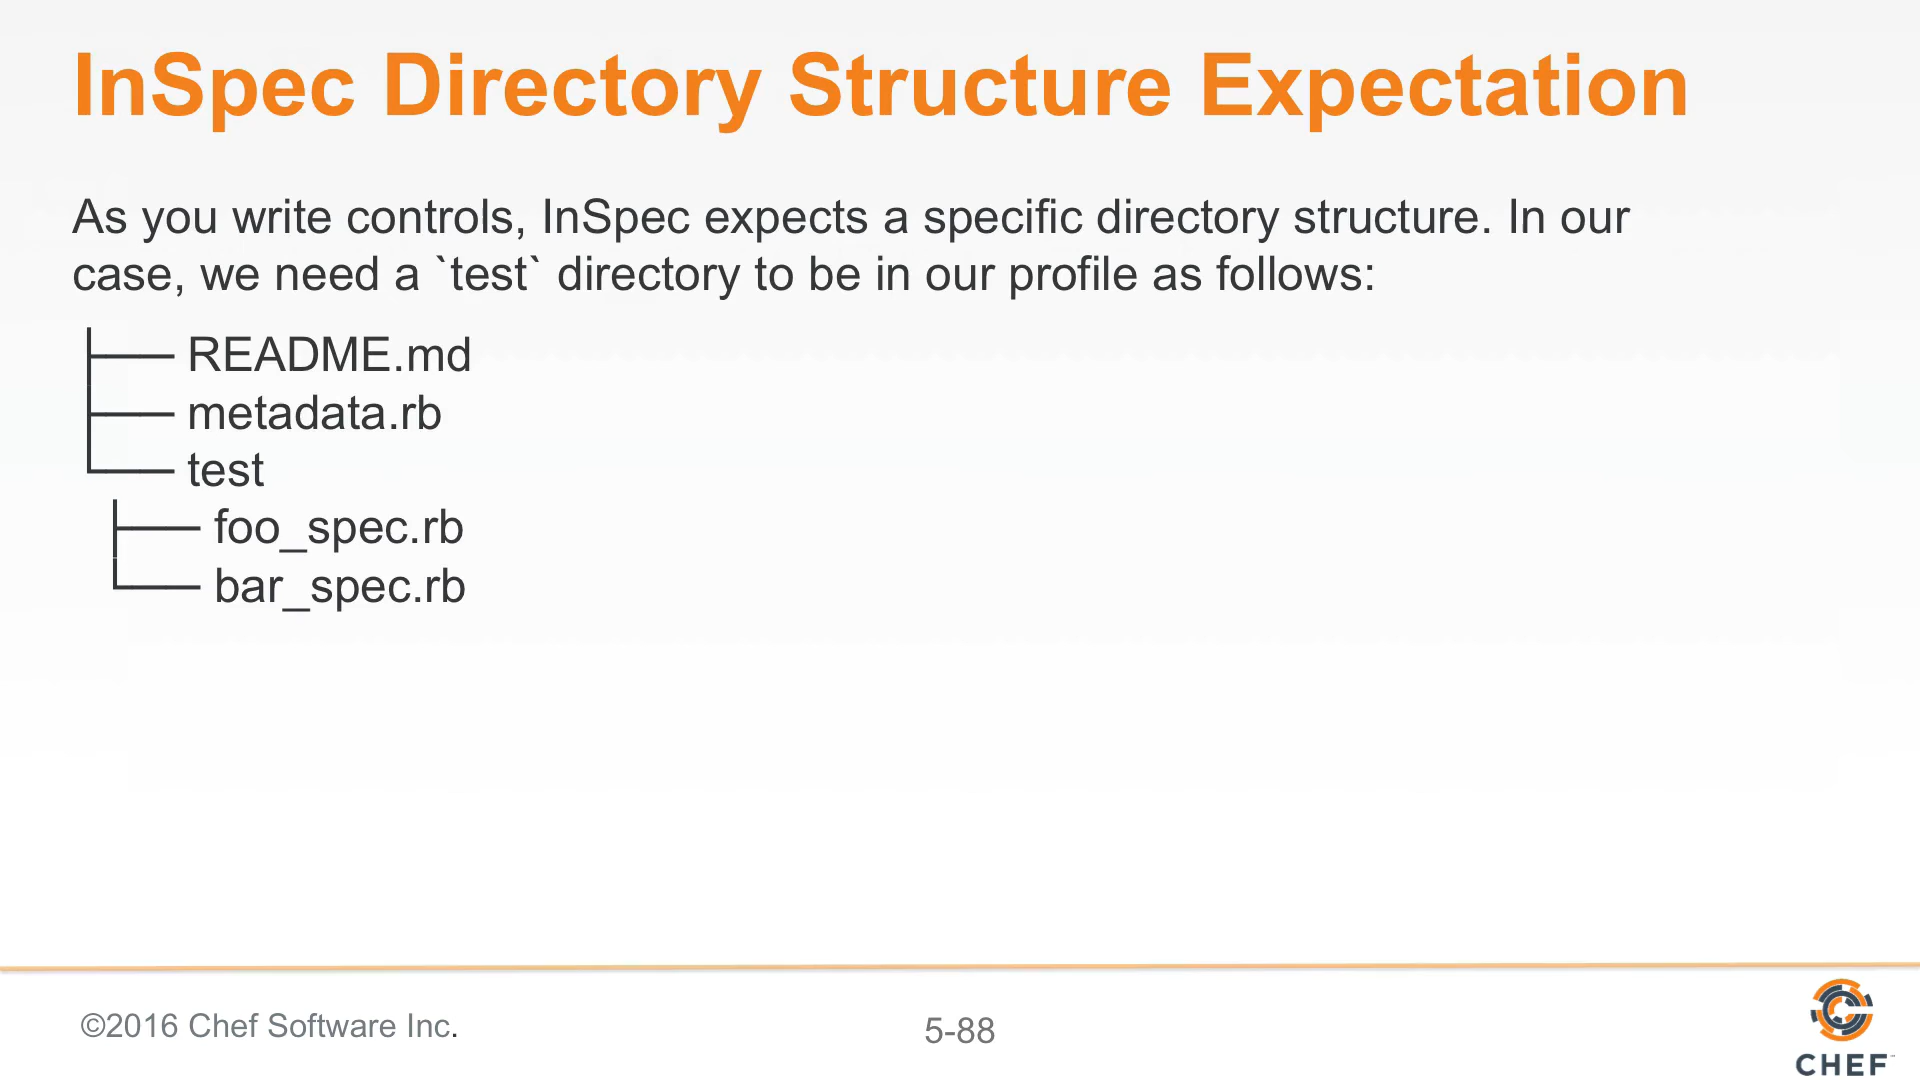 InSpec Directory Structure Expectation
As you write controls, InSpec expects a specific directory structure. In our
case, we need a `test` directory to be in our profile as follows:
├── README.md
├── metadata.rb
└── test
├── foo_spec.rb
└── bar_spec.rb
©2016 Chef Software Inc.
5-88
CHEF™